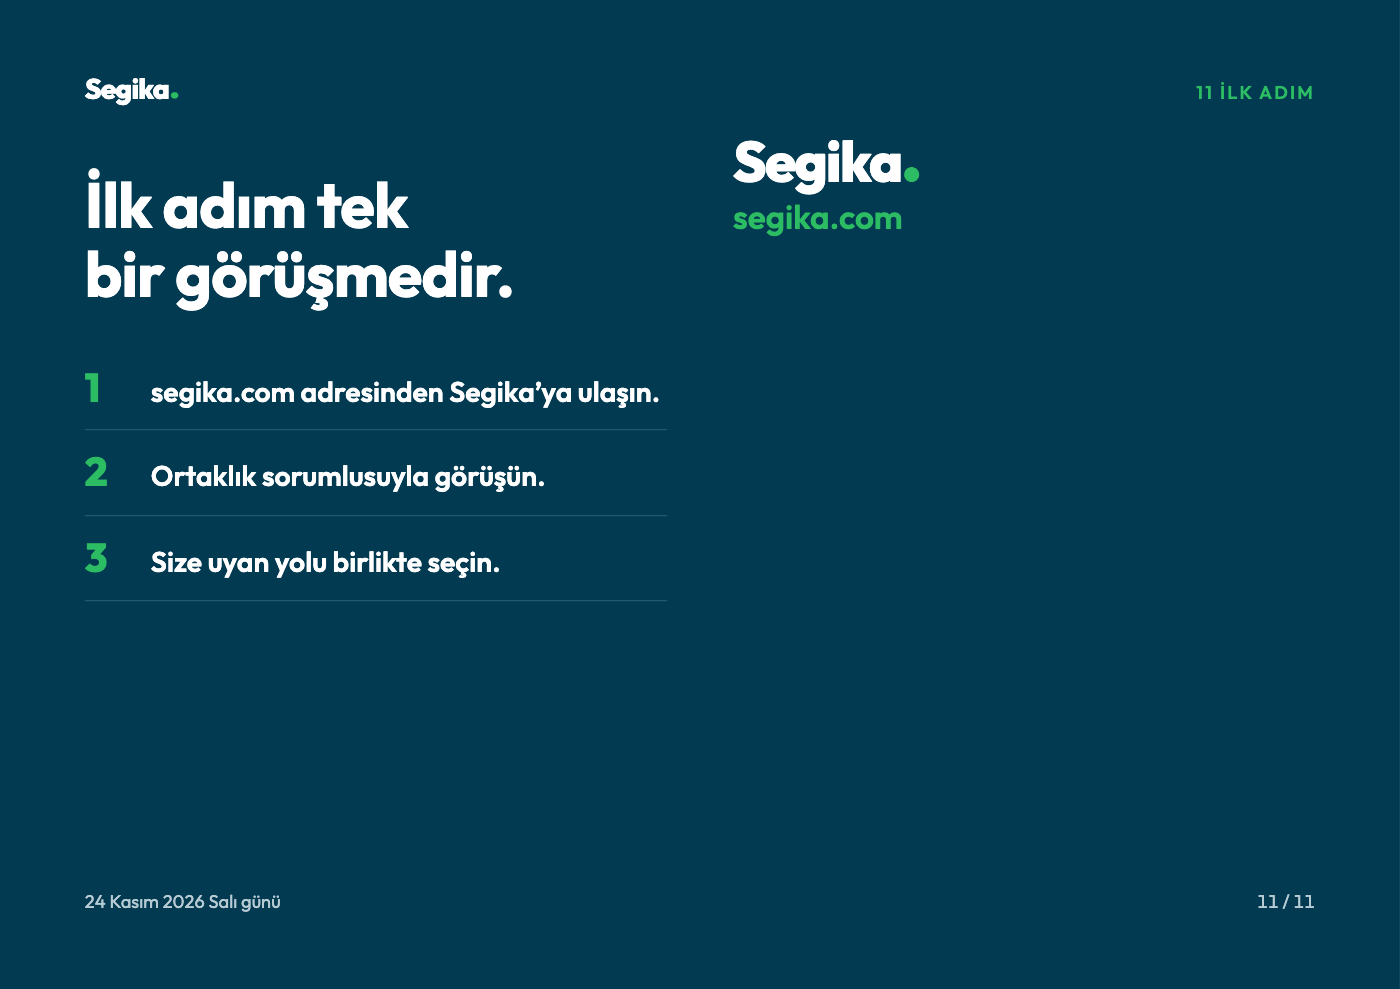 Segika.
11 İLK ADIM
İlk adım tek
bir görüşmedir.
1 segika.com adresinden Segika’ya ulaşın.
2 Ortaklık sorumlusuyla görüşün.
3 Size uyan yolu birlikte seçin.
Segika.
segika.com
24 Kasım 2026 Salı günü
11 / 11